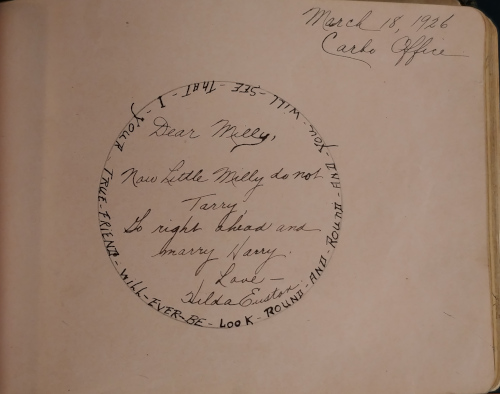 March 18, 1926
Carbo Office
LOOK - ROUND - AND - ROUND - AND - YOU - WILL - SEE - THAT - I - YOUR - TRUE - FRIEND - WILL - EVER - BE -
Dear Milly,
Now Little Milly do not
Tarry
Go right ahead and
marry Harry.
Love -
Hilda Euston